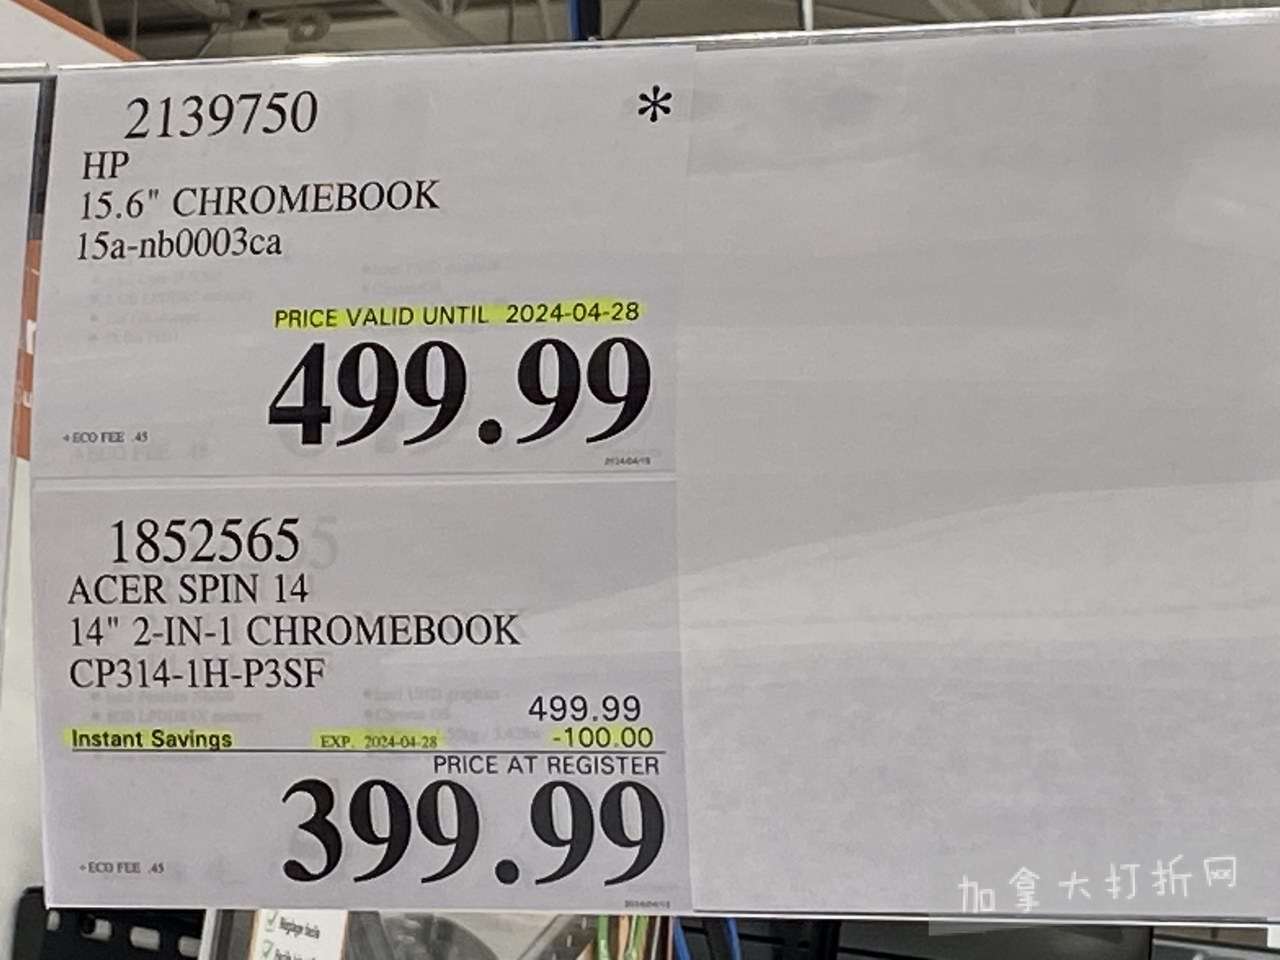 2139750 *
HP
15.6" CHROMEBOOK
15a-nb0003ca
PRICE VALID UNTIL 2024-04-28
499.99
+ECO FEE .45
1852565
ACER SPIN 14
14" 2-IN-1 CHROMEBOOK
CP314-1H-P3SF
499.99
Instant Savings EXP. 2024-04-28 -100.00
PRICE AT REGISTER
399.99
+ECO FEE .45
加拿大打折网